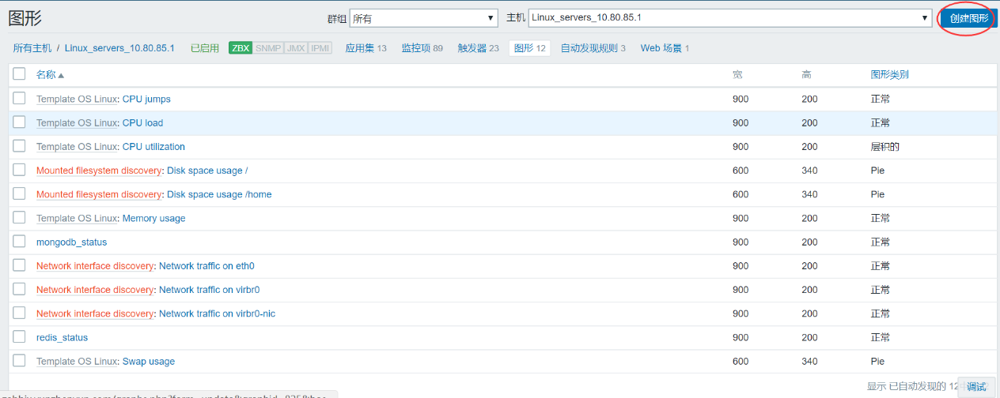 图形 群组 所有 主机 Linux_servers_10.80.85.1 创建图形
所有主机 / Linux_servers_10.80.85.1 已启用 ZBX SNMP JMX IPMI 应用集 13 监控项 89 触发器 23 图形 12 自动发现规则 3 Web 场景 1
名称 宽 高 图形类别
Template OS Linux: CPU jumps 900 200 正常
Template OS Linux: CPU load 900 200 正常
Template OS Linux: CPU utilization 900 200 层积的
Mounted filesystem discovery: Disk space usage / 600 340 Pie
Mounted filesystem discovery: Disk space usage /home 600 340 Pie
Template OS Linux: Memory usage 900 200 正常
mongodb_status 900 200 正常
Network interface discovery: Network traffic on eth0 900 200 正常
Network interface discovery: Network traffic on virbr0 900 200 正常
Network interface discovery: Network traffic on virbr0-nic 900 200 正常
redis_status 900 200 正常
Template OS Linux: Swap usage 600 340 Pie
显示 已自动发现的 12 调试